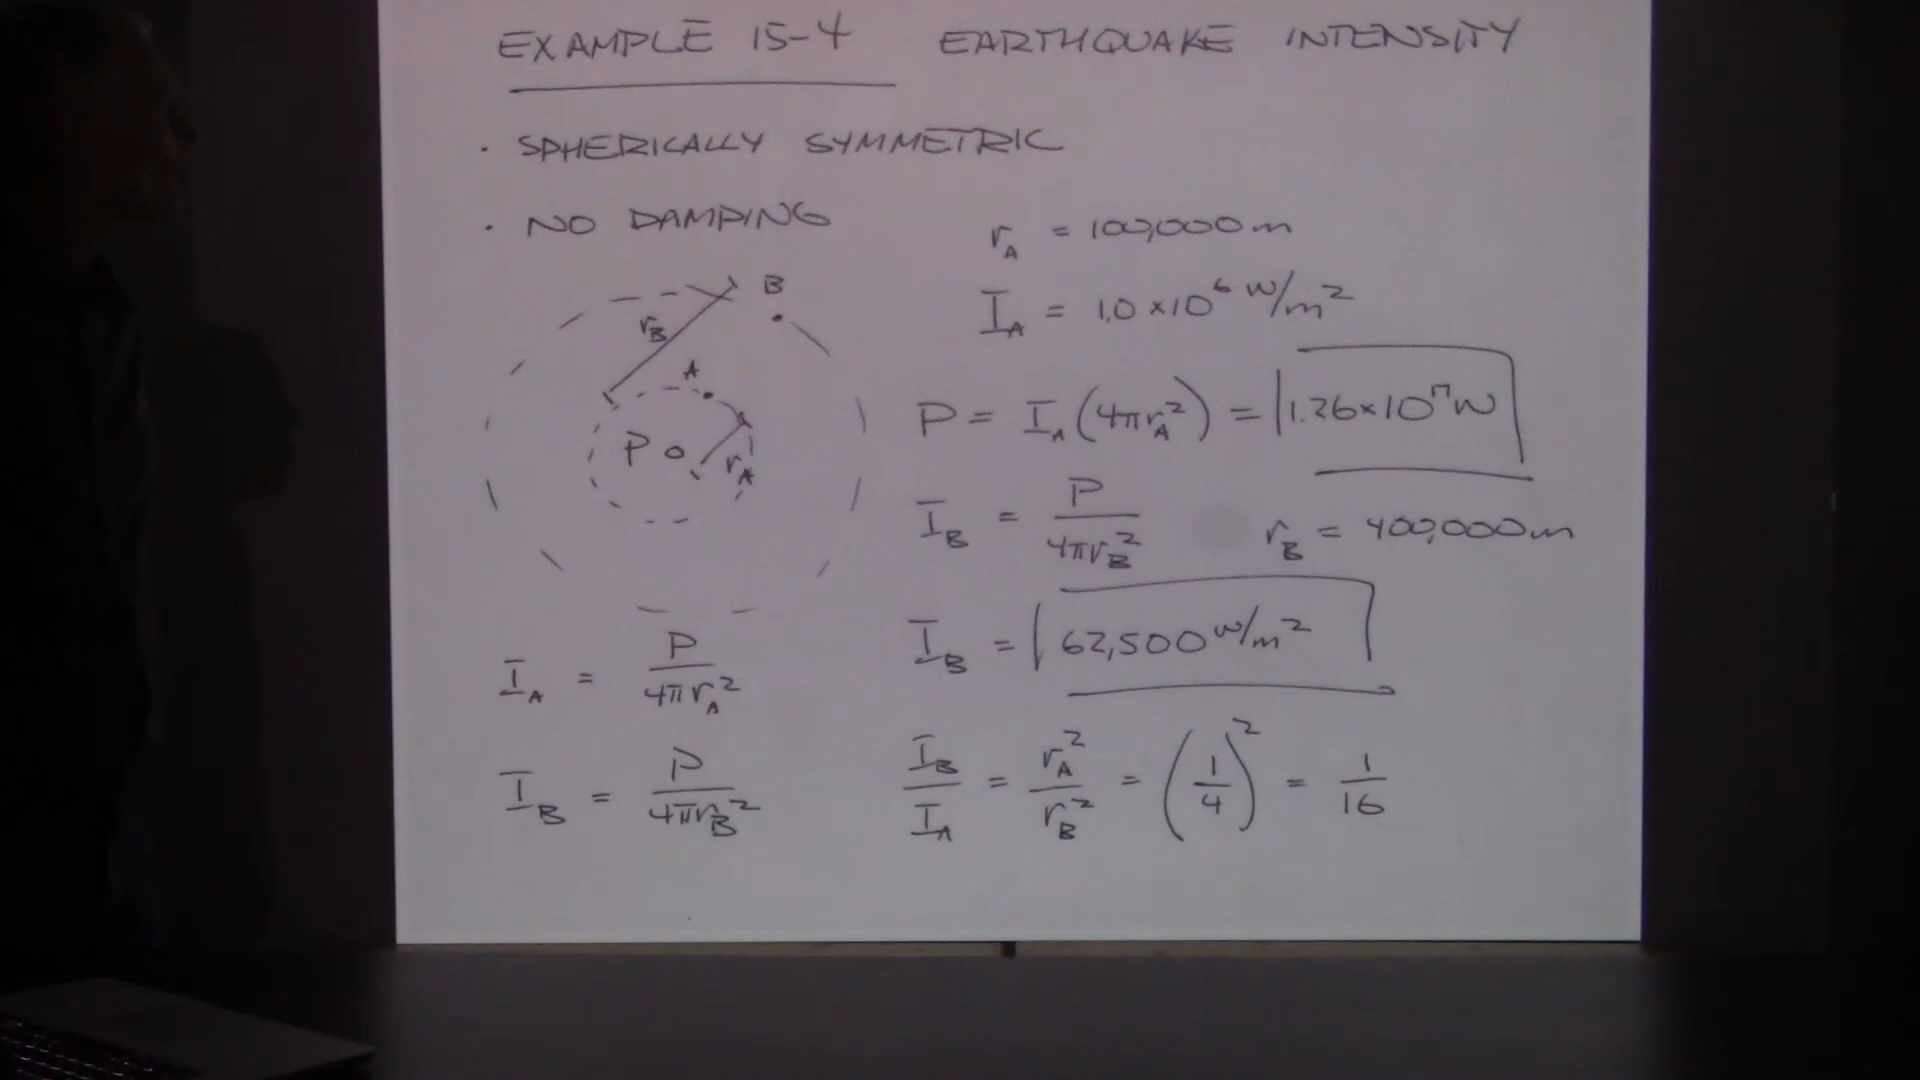 EXAMPLE 15-4 EARTHQUAKE INTENSITY
· SPHERICALLY SYMMETRIC
· NO DAMPING
r_A = 100,000 m
I_A = 1.0 × 10^6 W/m^2
B
r_B
A
P
r_A
P = I_A (4πr_A^2) = 1.26 × 10^17 W
I_B = P / 4πr_B^2
r_B = 400,000 m
I_B = 62,500 W/m^2
I_A = P / 4πr_A^2
I_B = P / 4πr_B^2
I_B / I_A = r_A^2 / r_B^2 = (1/4)^2 = 1/16